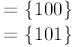 = {100}
= {101}